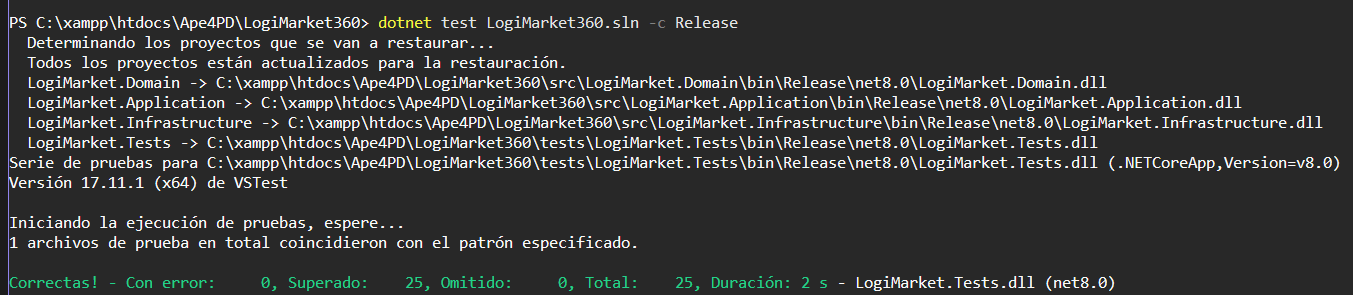 PS C:\xampp\htdocs\Ape4PD\LogiMarket360> dotnet test LogiMarket360.sln -c Release
  Determinando los proyectos que se van a restaurar...
  Todos los proyectos están actualizados para la restauración.
  LogiMarket.Domain -> C:\xampp\htdocs\Ape4PD\LogiMarket360\src\LogiMarket.Domain\bin\Release\net8.0\LogiMarket.Domain.dll
  LogiMarket.Application -> C:\xampp\htdocs\Ape4PD\LogiMarket360\src\LogiMarket.Application\bin\Release\net8.0\LogiMarket.Application.dll
  LogiMarket.Infrastructure -> C:\xampp\htdocs\Ape4PD\LogiMarket360\src\LogiMarket.Infrastructure\bin\Release\net8.0\LogiMarket.Infrastructure.dll
  LogiMarket.Tests -> C:\xampp\htdocs\Ape4PD\LogiMarket360\tests\LogiMarket.Tests\bin\Release\net8.0\LogiMarket.Tests.dll
Serie de pruebas para C:\xampp\htdocs\Ape4PD\LogiMarket360\tests\LogiMarket.Tests\bin\Release\net8.0\LogiMarket.Tests.dll (.NETCoreApp,Version=v8.0)
Versión 17.11.1 (x64) de VSTest

Iniciando la ejecución de pruebas, espere...
1 archivos de prueba en total coincidieron con el patrón especificado.

Correctas! - Con error:     0, Superado:    25, Omitido:     0, Total:    25, Duración: 2 s - LogiMarket.Tests.dll (net8.0)